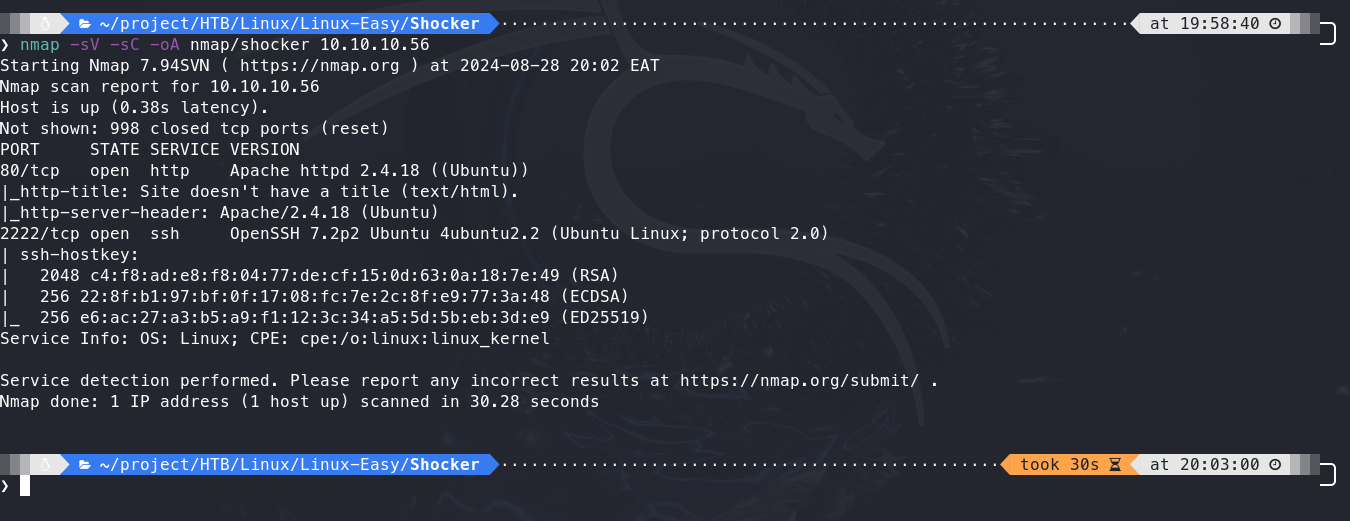 ~/project/HTB/Linux/Linux-Easy/Shocker at 19:58:40
❯ nmap -sV -sC -oA nmap/shocker 10.10.10.56
Starting Nmap 7.94SVN ( https://nmap.org ) at 2024-08-28 20:02 EAT
Nmap scan report for 10.10.10.56
Host is up (0.38s latency).
Not shown: 998 closed tcp ports (reset)
PORT     STATE SERVICE VERSION
80/tcp   open  http    Apache httpd 2.4.18 ((Ubuntu))
|_http-title: Site doesn't have a title (text/html).
|_http-server-header: Apache/2.4.18 (Ubuntu)
2222/tcp open  ssh     OpenSSH 7.2p2 Ubuntu 4ubuntu2.2 (Ubuntu Linux; protocol 2.0)
| ssh-hostkey:
|   2048 c4:f8:ad:e8:f8:04:77:de:cf:15:0d:63:0a:18:7e:49 (RSA)
|   256 22:8f:b1:97:bf:0f:17:08:fc:7e:2c:8f:e9:77:3a:48 (ECDSA)
|_  256 e6:ac:27:a3:b5:a9:f1:12:3c:34:a5:5d:5b:eb:3d:e9 (ED25519)
Service Info: OS: Linux; CPE: cpe:/o:linux:linux_kernel
Service detection performed. Please report any incorrect results at https://nmap.org/submit/ .
Nmap done: 1 IP address (1 host up) scanned in 30.28 seconds
~/project/HTB/Linux/Linux-Easy/Shocker took 30s at 20:03:00
❯